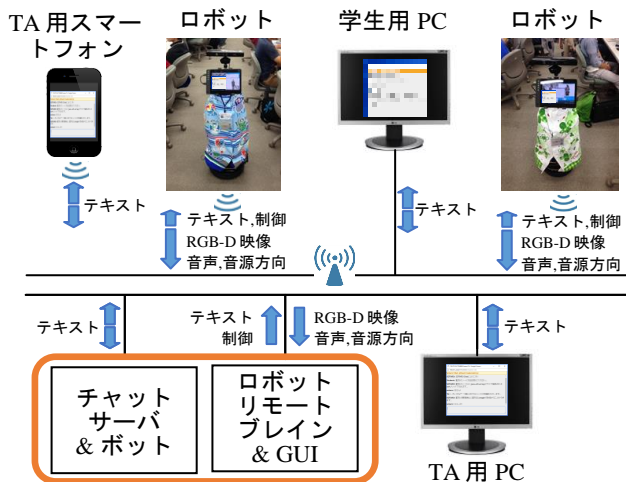 TA 用スマー
トフォン
ロボット
学生用 PC
ロボット
テキスト
テキスト,制御
RGB-D 映像
音声,音源方向
テキスト
テキスト,制御
RGB-D 映像
音声,音源方向
テキスト
テキスト
制御
RGB-D 映像
音声,音源方向
テキスト
チャット
サーバ
& ボット
ロボット
リモート
ブレイン
& GUI
TA 用 PC